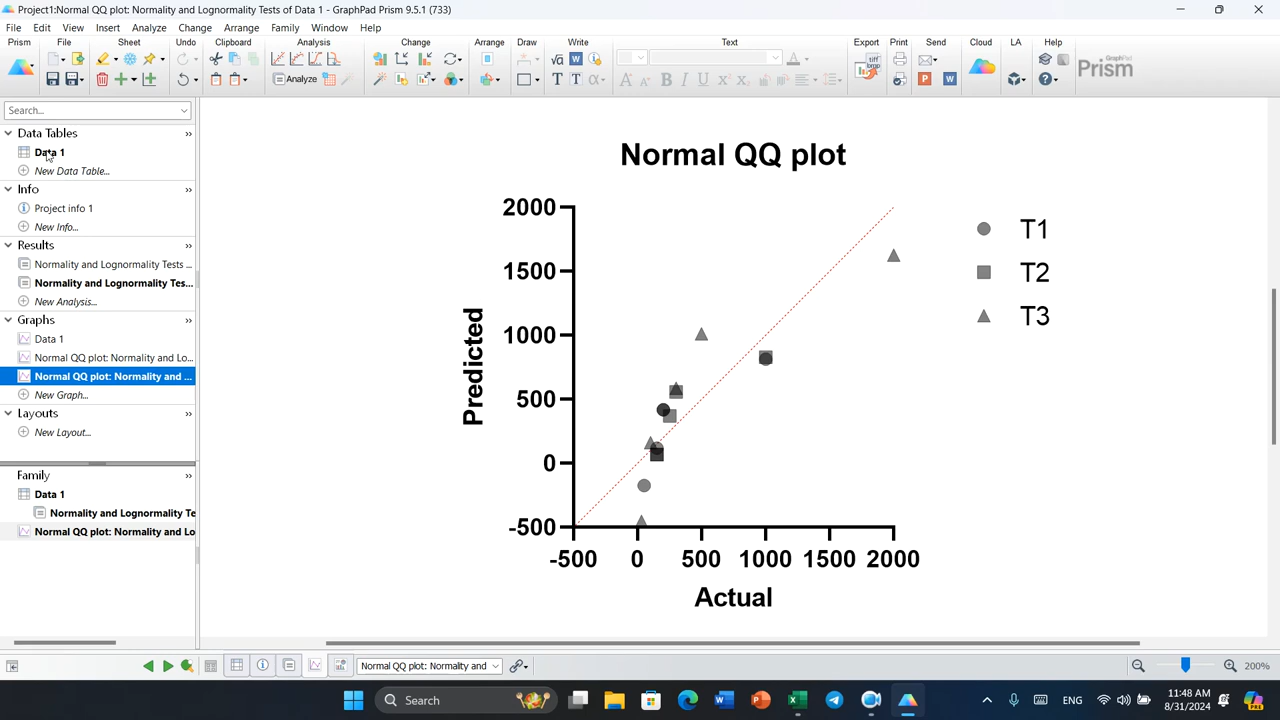 Project1:Normal QQ plot: Normality and Lognormality Tests of Data 1 - GraphPad Prism 9.5.1 (733)
File Edit View Insert Analyze Change Arrange Family Window Help
Prism File Sheet Undo Clipboard Analysis Change Arrange Draw Write Text Export Print Send Cloud LA Help
Analyze
GraphPad
Prism
Search...
Data Tables
Data 1
New Data Table...
Info
Project info 1
New Info...
Results
Normality and Lognormality Tests ...
Normality and Lognormality Tes...
New Analysis...
Graphs
Data 1
Normal QQ plot: Normality and Lo...
Normal QQ plot: Normality and ...
New Graph...
Layouts
New Layout...
Family
Data 1
Normality and Lognormality Te
Normal QQ plot: Normality and Lo
Normal QQ plot
2000
1500
1000
500
0
-500
Predicted
-500 0 500 1000 1500 2000
Actual
T1
T2
T3
Normal QQ plot: Normality and
200%
Search
ENG
11:48 AM
8/31/2024